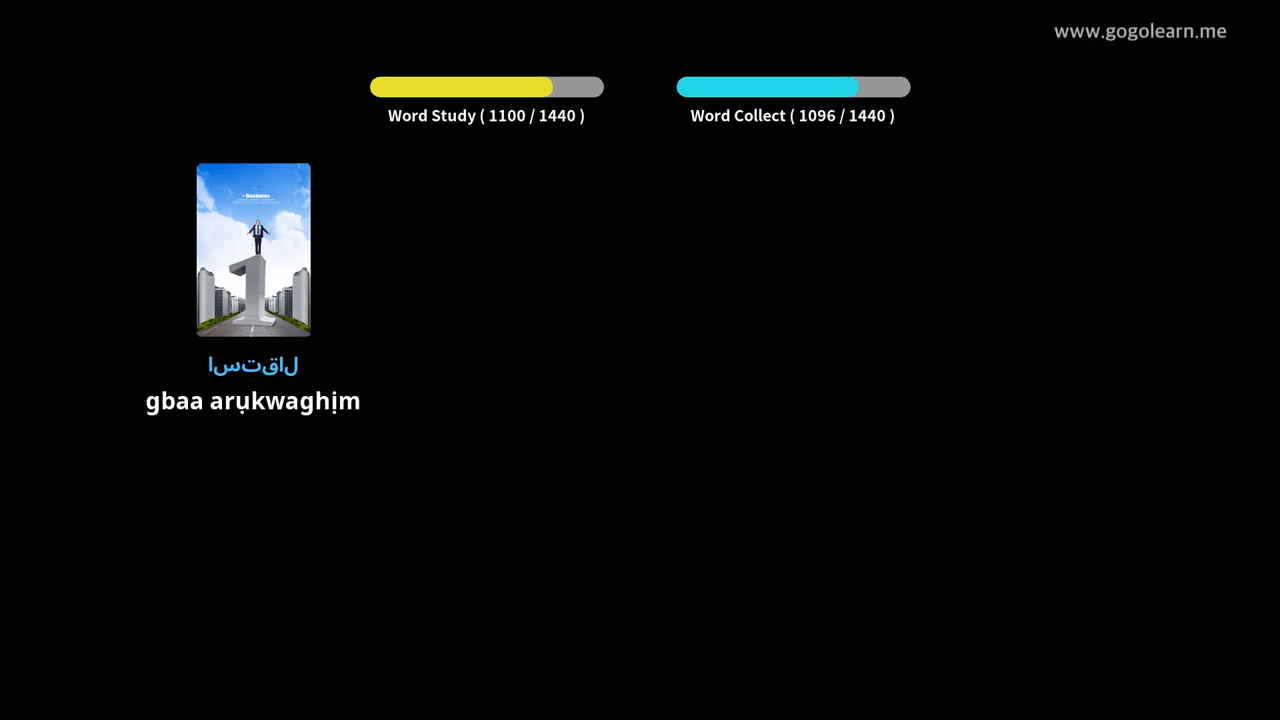 www.gogolearn.me
Word Study ( 1100 / 1440 )
Word Collect ( 1096 / 1440 )
استقال
gbaa arụkwaghịm